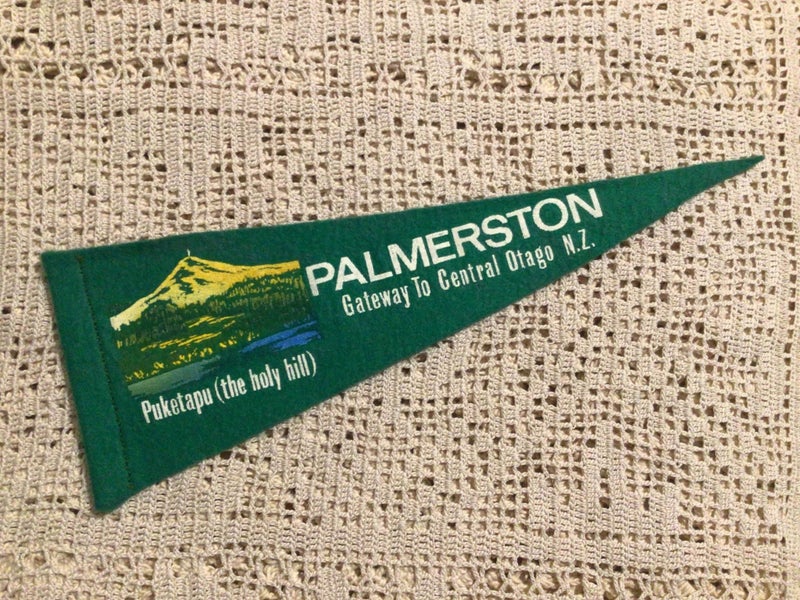 PALMERSTON
Gateway To Central Otago N.Z.
Puketapu (the holy hill)